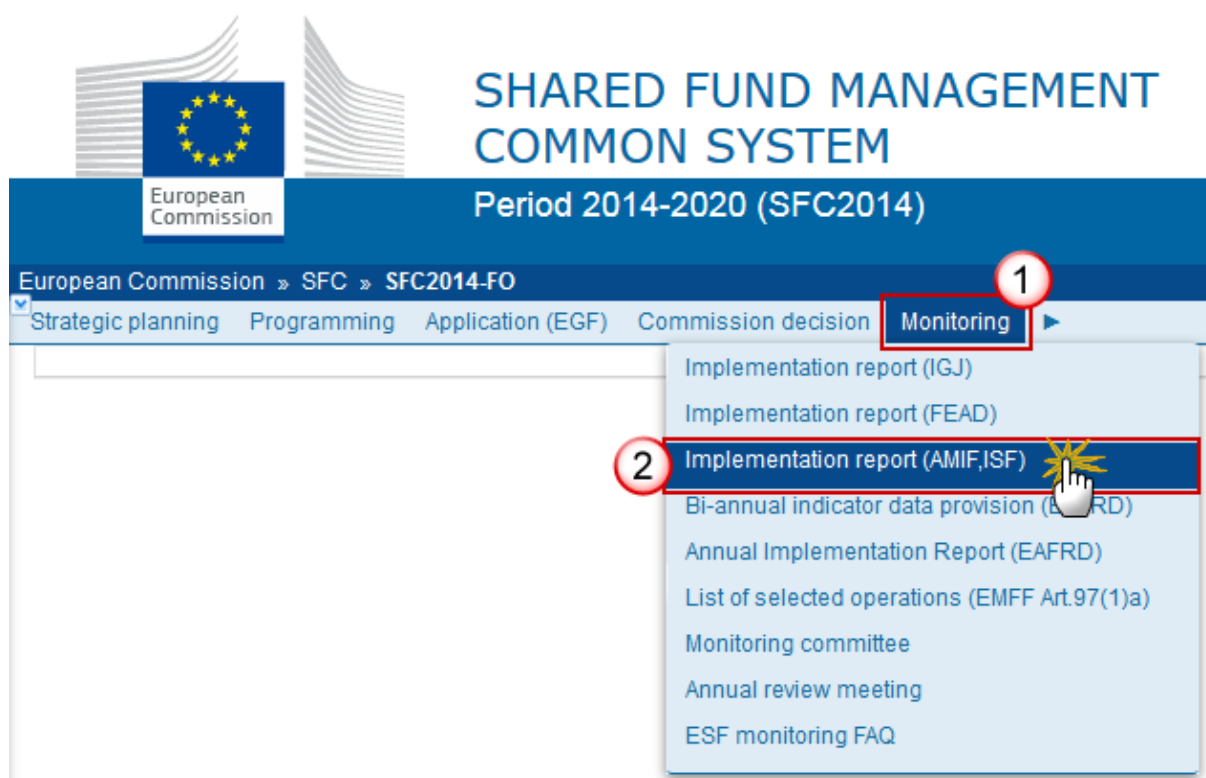 SHARED FUND MANAGEMENT
COMMON SYSTEM
European
Commission
Period 2014-2020 (SFC2014)
European Commission » SFC » SFC2014-FO
1
Strategic planning Programming Application (EGF) Commission decision Monitoring
Implementation report (IGJ)
Implementation report (FEAD)
2
Implementation report (AMIF,ISF)
Bi-annual indicator data provision (
Annual Implementation Report (EAFRD)
List of selected operations (EMFF Art.97(1)a)
Monitoring committee
Annual review meeting
ESF monitoring FAQ